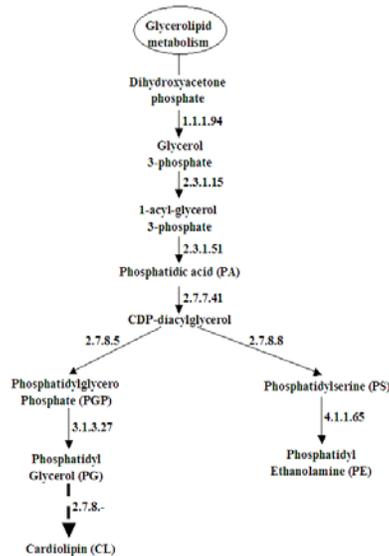 Glycerolipid
metabolism
Dihydroxyacetone
phosphate
1.1.1.94
Glycerol
3-phosphate
2.3.1.15
1-acyl-glycerol
3-phosphate
2.3.1.51
Phosphatidic acid (PA)
2.7.7.41
CDP-diacylglycerol
2.7.8.5
2.7.8.8
Phosphatidylglycero
Phosphate (PGP)
Phosphatidylserine (PS)
3.1.3.27
4.1.1.65
Phosphatidyl
Glycerol (PG)
Phosphatidyl
Ethanolamine (PE)
2.7.8.-
Cardiolipin (CL)